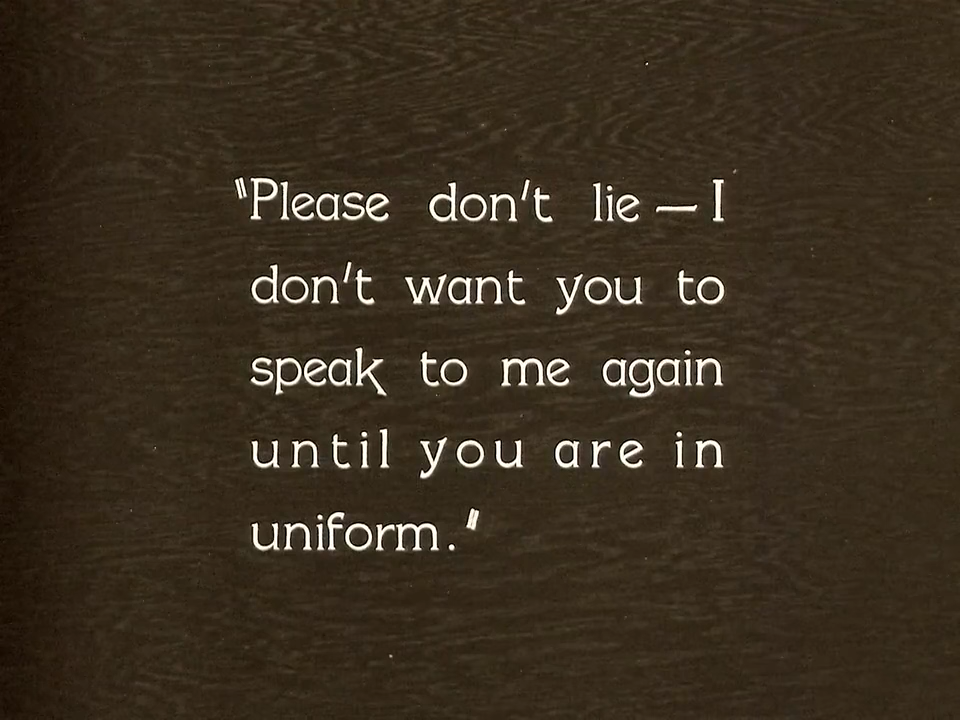 "Please don't lie — I
don't want you to
speak to me again
until you are in
uniform."